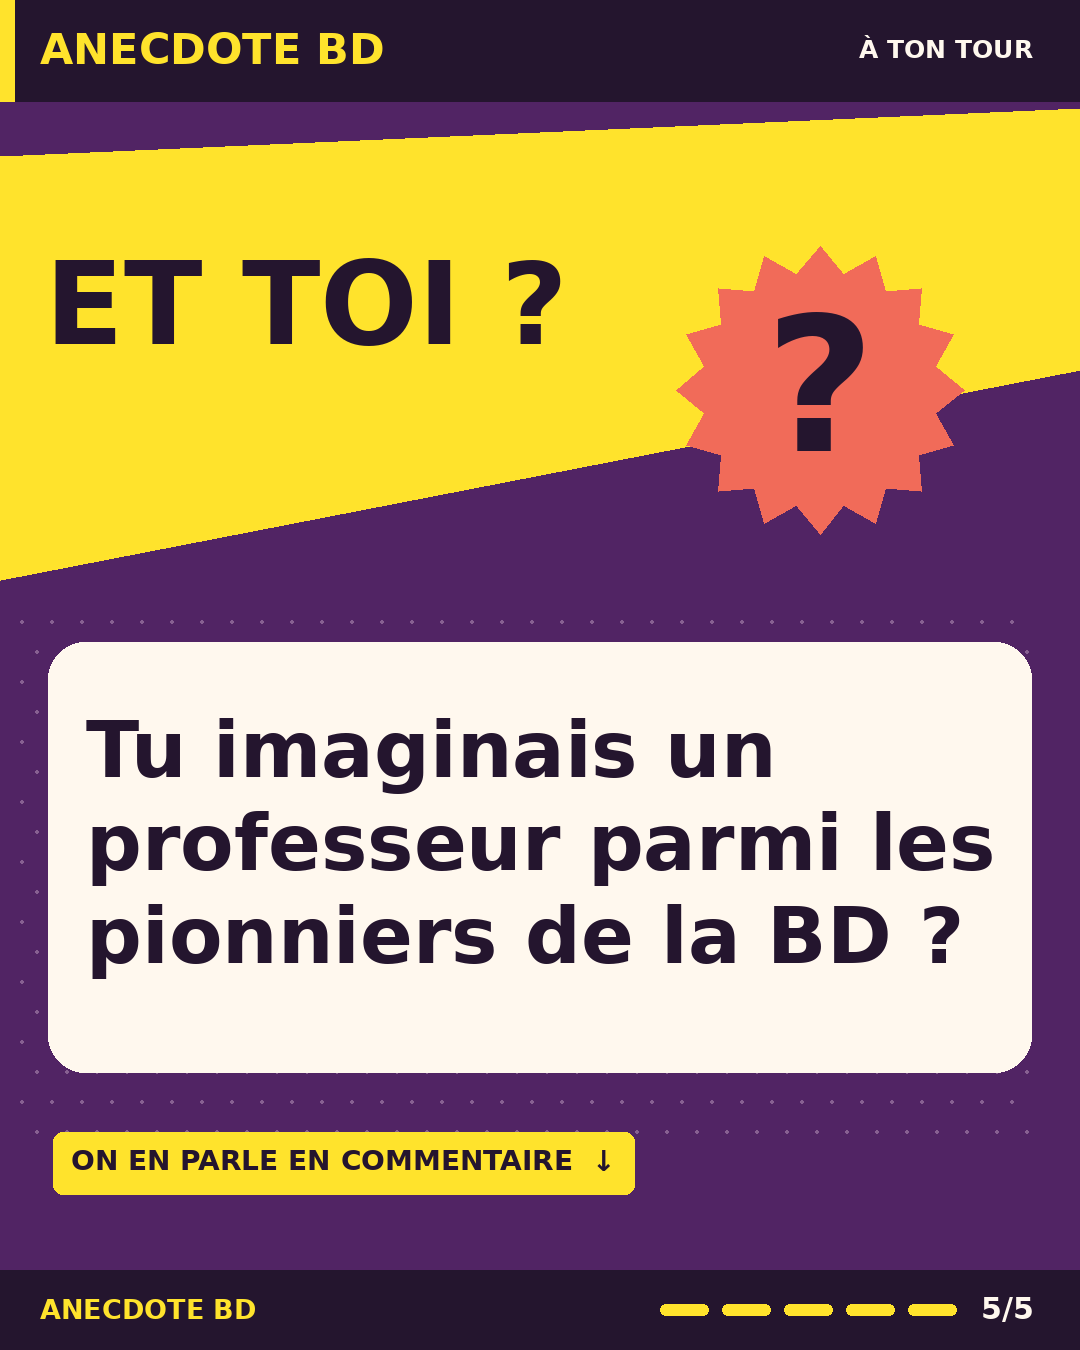 ANECDOTE BD
À TON TOUR
ET TOI ?
?
Tu imaginais un
professeur parmi les
pionniers de la BD ?
ON EN PARLE EN COMMENTAIRE ↓
ANECDOTE BD
5/5